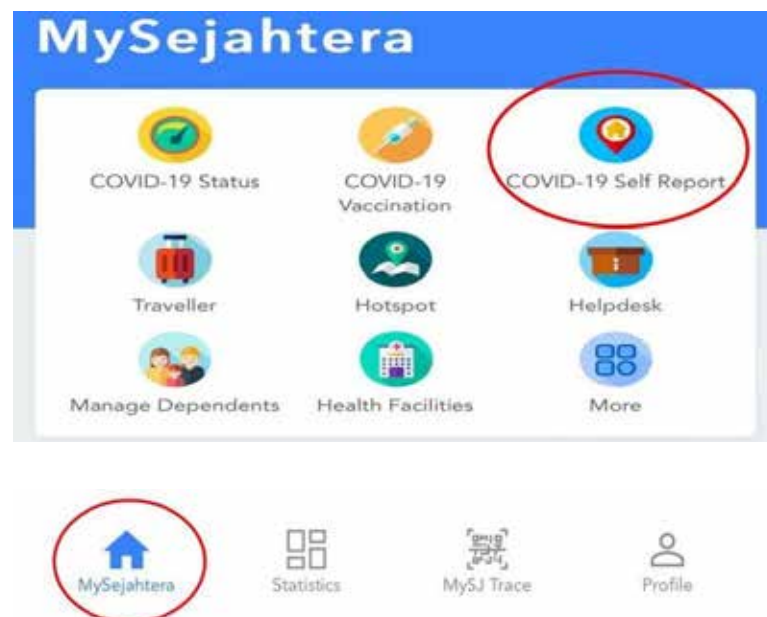 MySejahtera
COVID-19 Status
COVID-19
Vaccination
COVID-19 Self Report
Traveller
Hotspot
Helpdesk
Manage Dependents
Health Facilities
More
MySejahtera
Statistics
MySJ Trace
Profile